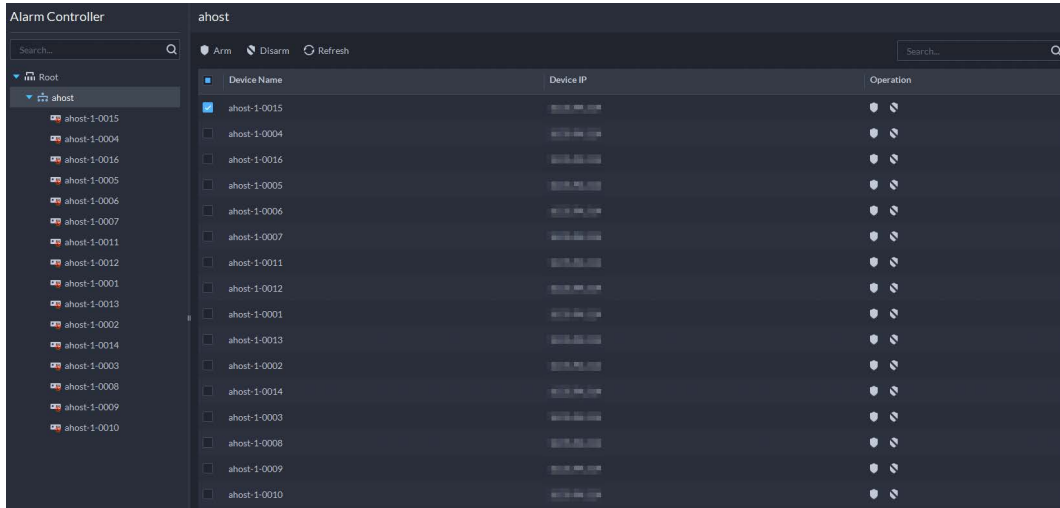 Alarm Controller
Search...
Root
ahost
ahost-1-0015
ahost-1-0004
ahost-1-0016
ahost-1-0005
ahost-1-0006
ahost-1-0007
ahost-1-0011
ahost-1-0012
ahost-1-0001
ahost-1-0013
ahost-1-0002
ahost-1-0014
ahost-1-0003
ahost-1-0008
ahost-1-0009
ahost-1-0010
ahost
Arm Disarm Refresh Search...
Device Name Device IP Operation
ahost-1-0015
ahost-1-0004
ahost-1-0016
ahost-1-0005
ahost-1-0006
ahost-1-0007
ahost-1-0011
ahost-1-0012
ahost-1-0001
ahost-1-0013
ahost-1-0002
ahost-1-0014
ahost-1-0003
ahost-1-0008
ahost-1-0009
ahost-1-0010